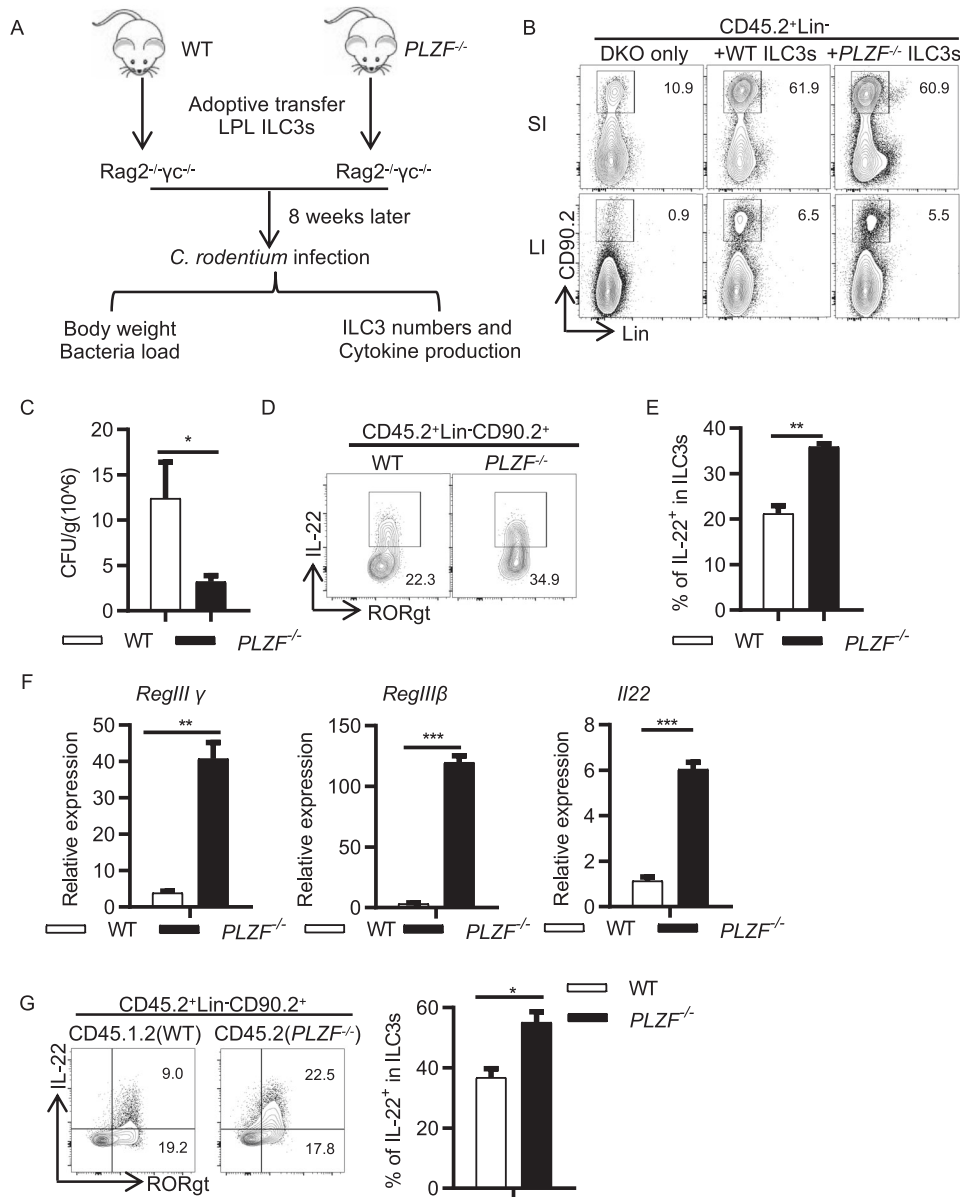 A
WT
PLZF-/-
Adoptive transfer
LPL ILC3s
Rag2-/-γc-/-
Rag2-/-γc-/-
8 weeks later
C. rodentium infection
Body weight
Bacteria load
ILC3 numbers and
Cytokine production
B
CD45.2+Lin-
DKO only
+WT ILC3s
+PLZF-/- ILC3s
SI
10.9
61.9
60.9
LI
0.9
6.5
5.5
CD90.2
Lin
C
CFU/g(10^6)
20
15
10
5
0
*
WT
PLZF-/-
D
CD45.2+Lin-CD90.2+
WT
PLZF-/-
IL-22
22.3
34.9
RORgt
E
% of IL-22+ in ILC3s
40
30
20
10
0
**
WT
PLZF-/-
F
RegIII γ
Relative expression
50
40
30
20
10
0
**
WT
PLZF-/-
RegIIIβ
Relative expression
150
100
50
0
***
WT
PLZF-/-
Il22
Relative expression
8
6
4
2
0
***
WT
PLZF-/-
G
CD45.2+Lin-CD90.2+
CD45.1.2(WT)
CD45.2(PLZF-/-)
IL-22
9.0
19.2
22.5
17.8
RORgt
% of IL-22+ in ILC3s
60
40
20
0
*
WT
PLZF-/-